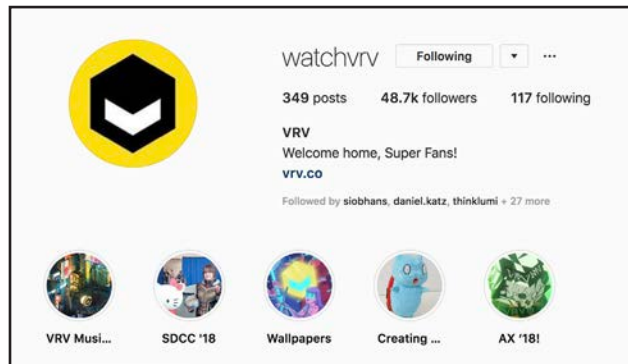 watchvrv Following ▾ ...
349 posts 48.7k followers 117 following
VRV
Welcome home, Super Fans!
vrv.co
Followed by siobhans, daniel.katz, thinklumi + 27 more
VRV Musi... SDCC '18 Wallpapers Creating ... AX '18!